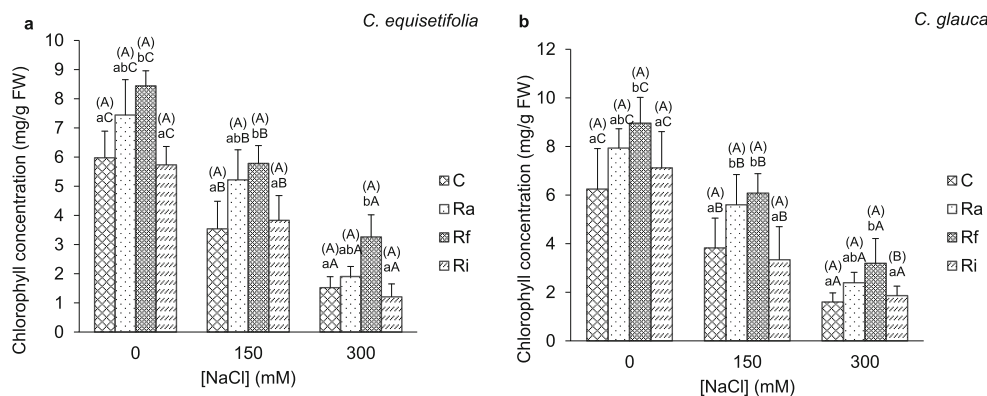 a
C. equisetifolia
Chlorophyll concentration (mg/g FW)
10
9
8
7
6
5
4
3
2
1
0
(A)
aC
(A)
abC
(A)
bC
(A)
aC
(A)
aB
(A)
abB
(A)
bB
(A)
aB
(A)
aA
(A)
abA
(A)
bA
(A)
aA
0 150 300
[NaCl] (mM)
C
Ra
Rf
Ri
b
C. glauca
Chlorophyll concentration (mg/g FW)
12
10
8
6
4
2
0
(A)
aC
(A)
abC
(A)
bC
(A)
aC
(A)
aB
(A)
bB
(A)
bB
(A)
aB
(A)
aA
(A)
abA
(A)
bA
(B)
aA
0 150 300
[NaCl] (mM)
C
Ra
Rf
Ri